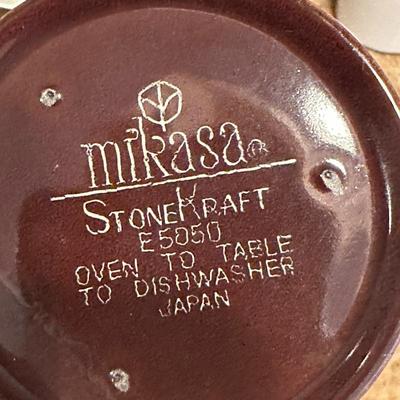 mikasa®
STONEKRAFT
E5050
OVEN TO TABLE
TO DISHWASHER
JAPAN